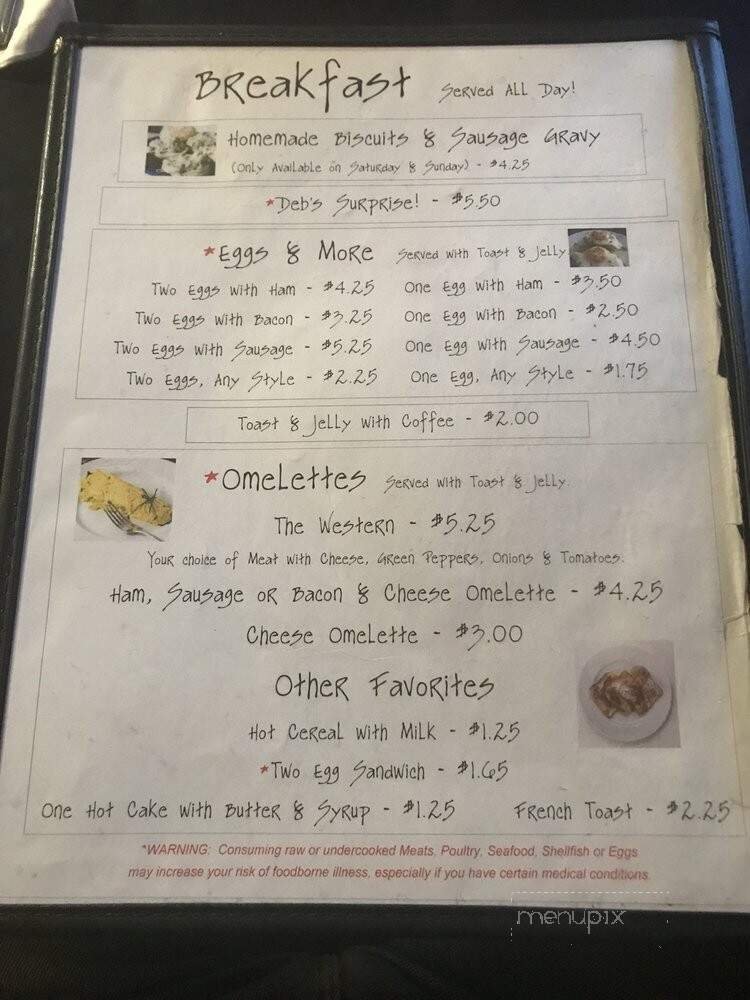 Breakfast Served All Day!
Homemade Biscuits & Sausage Gravy
(Only Available on Saturday & Sunday) - $4.25
*Deb's Surprise! - $5.50
*Eggs & More Served with Toast & Jelly
Two Eggs with Ham - $4.25 One Egg with Ham - $3.50
Two Eggs with Bacon - $3.25 One Egg with Bacon - $2.50
Two Eggs with Sausage - $5.25 One Egg with Sausage - $4.50
Two Eggs, Any Style - $2.25 One Egg, Any Style - $1.75
Toast & Jelly with Coffee - $2.00
*Omelettes Served with Toast & Jelly.
The Western - $5.25
Your choice of Meat with Cheese, Green Peppers, Onions & Tomatoes.
Ham, Sausage or Bacon & Cheese Omelette - $4.25
Cheese Omelette - $3.00
Other Favorites
Hot Cereal with Milk - $1.25
*Two Egg Sandwich - $1.65
One Hot Cake with Butter & Syrup - $1.25 French Toast - $2.25
*WARNING: Consuming raw or undercooked Meats, Poultry, Seafood, Shellfish or Eggs
may increase your risk of foodborne illness, especially if you have certain medical conditions.
menupix